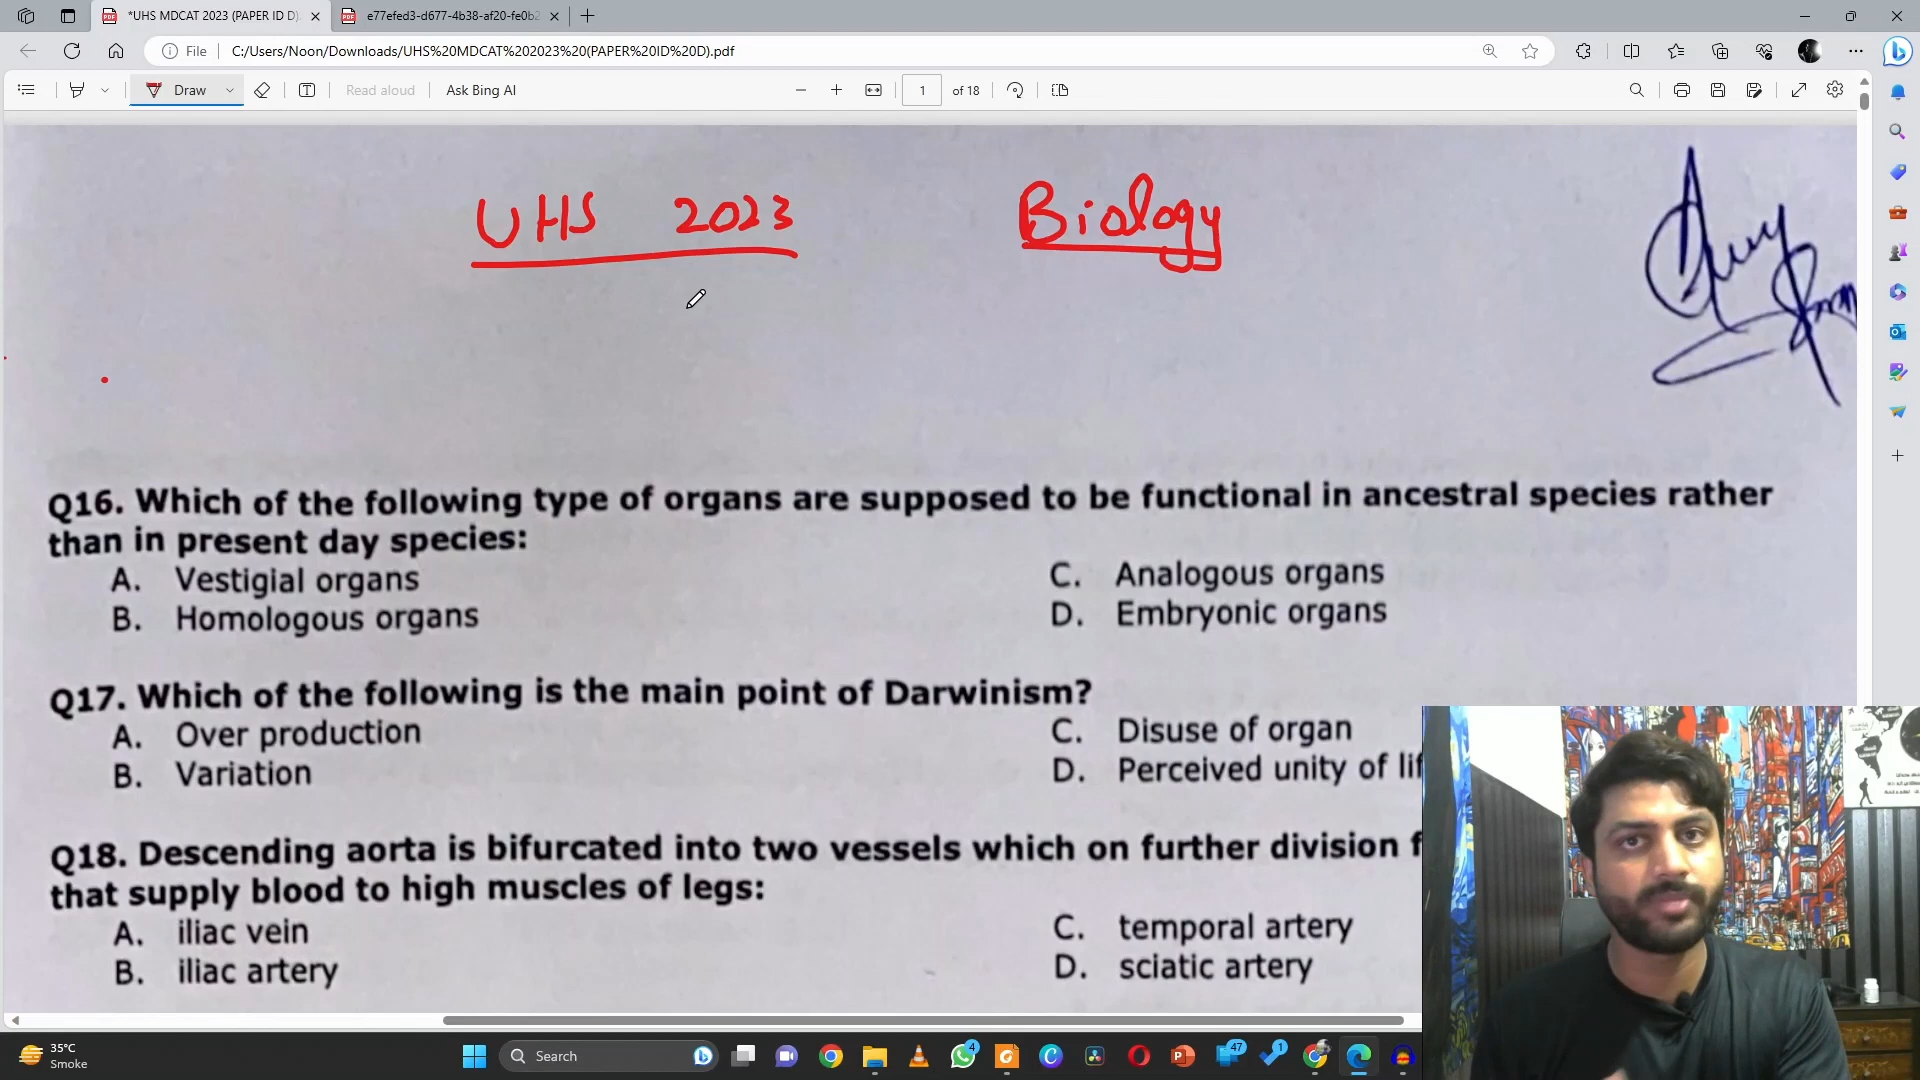 *UHS MDCAT 2023 (PAPER ID D).
e77efed3-d677-4b38-af20-fe0b2
File
C:/Users/Noon/Downloads/UHS%20MDCAT%202023%20(PAPER%20ID%20D).pdf
Draw
Read aloud
Ask Bing AI
1 of 18
UHS 2023 Biology
Q16. Which of the following type of organs are supposed to be functional in ancestral species rather
than in present day species:
A. Vestigial organs
C. Analogous organs
B. Homologous organs
D. Embryonic organs
Q17. Which of the following is the main point of Darwinism?
A. Over production
C. Disuse of organ
B. Variation
D. Perceived unity of lif
Q18. Descending aorta is bifurcated into two vessels which on further division f
that supply blood to high muscles of legs:
A. iliac vein
C. temporal artery
B. iliac artery
D. sciatic artery
35°C
Smoke
Search
4
47
1